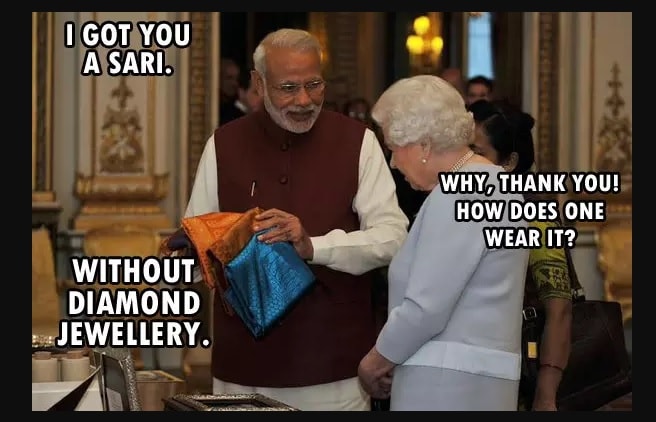 I GOT YOU
A SARI.
WHY, THANK YOU!
HOW DOES ONE
WEAR IT?
WITHOUT
DIAMOND
JEWELLERY.